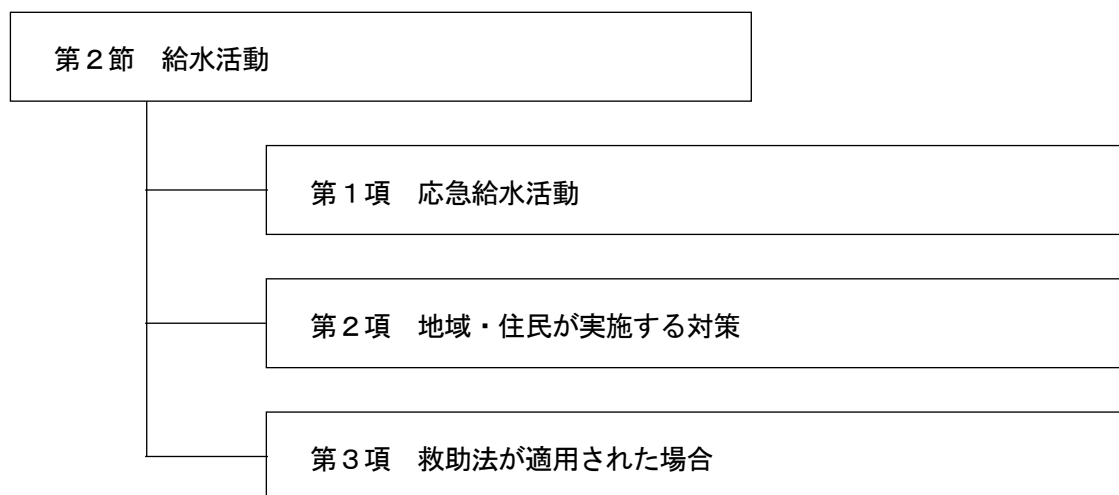 第２節　給水活動
第１項　応急給水活動
第２項　地域・住民が実施する対策
第３項　救助法が適用された場合